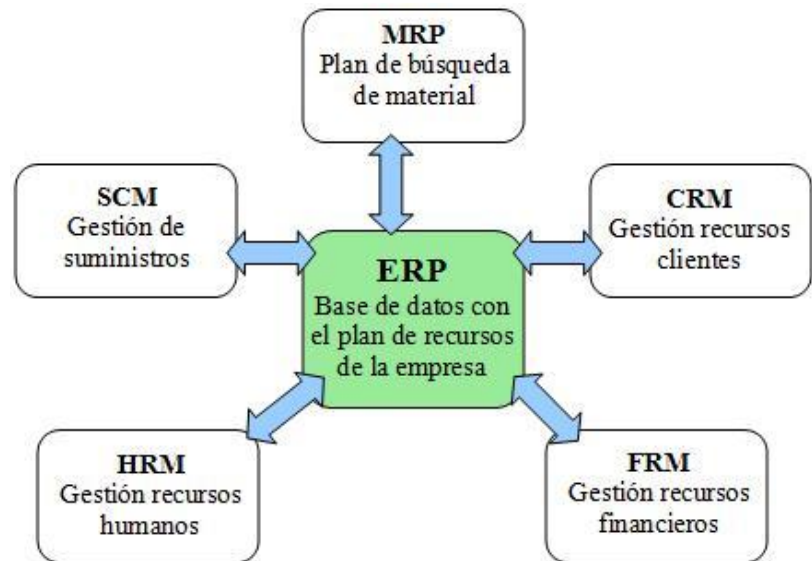 MRP
Plan de búsqueda
de material
SCM
Gestión de
suministros
CRM
Gestión recursos
clientes
ERP
Base de datos con
el plan de recursos
de la empresa
HRM
Gestión recursos
humanos
FRM
Gestión recursos
financieros